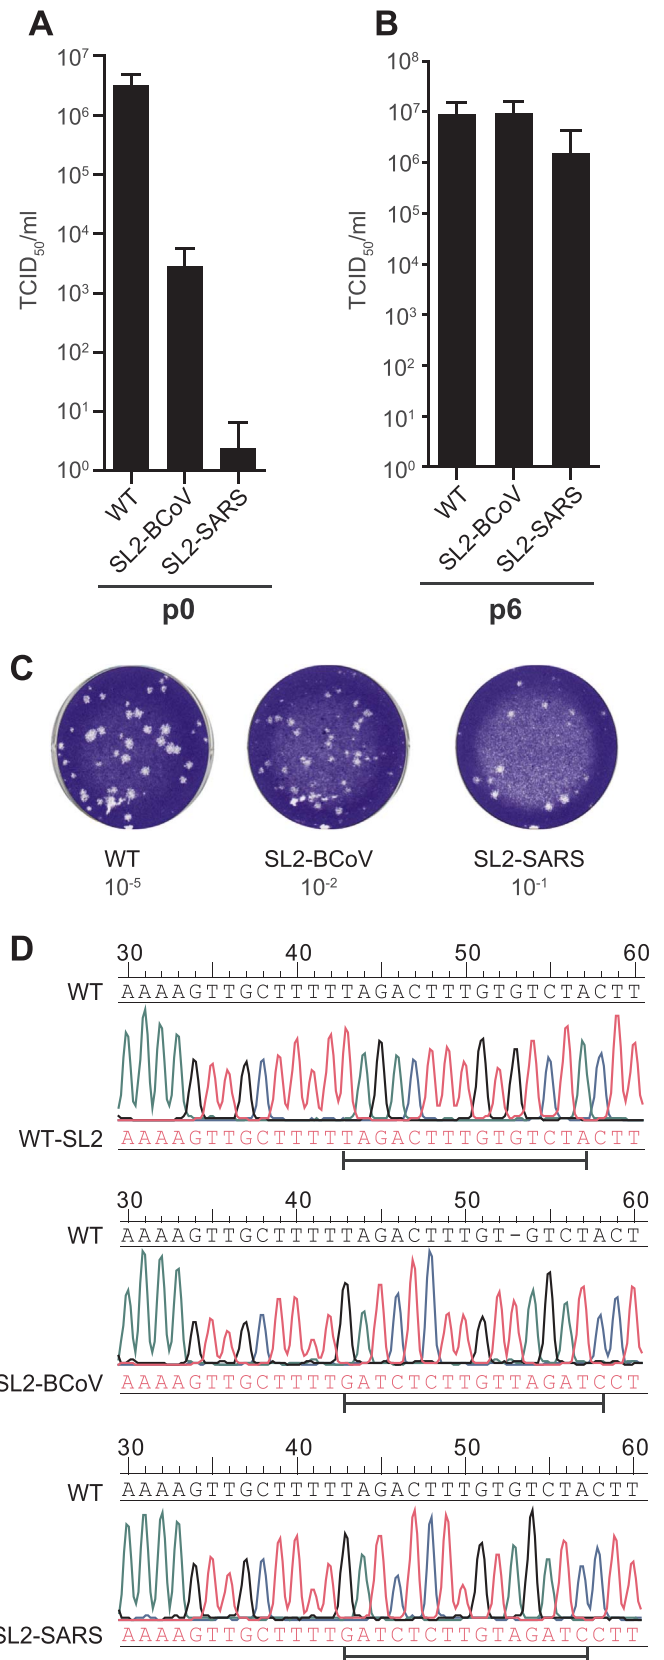 A
10^7
10^6
10^5
10^4
10^3
10^2
10^1
10^0
TCID50/ml
WT
SL2-BCoV
SL2-SARS
p0
B
10^8
10^7
10^6
10^5
10^4
10^3
10^2
10^1
10^0
TCID50/ml
WT
SL2-BCoV
SL2-SARS
p6
C
WT SL2-BCoV SL2-SARS
10^-5 10^-2 10^-1
D
30 40 50 60
WT AAAAGTTGCTTTTTAGACTTTGTGTCTACTT
WT-SL2 AAAAGTTGCTTTTTAGACTTTGTGTCTACTT
30 40 50 60
WT AAAAGTTGCTTTTTAGACTTTGT-GTCTACT
SL2-BCoV AAAAGTTGCTTTTGATCTCTTGTTAGATCCT
30 40 50 60
WT AAAAGTTGCTTTTTAGACTTTGTGTCTACTT
SL2-SARS AAAAGTTGCTTTTGATCTCTTGTAGATCCTT